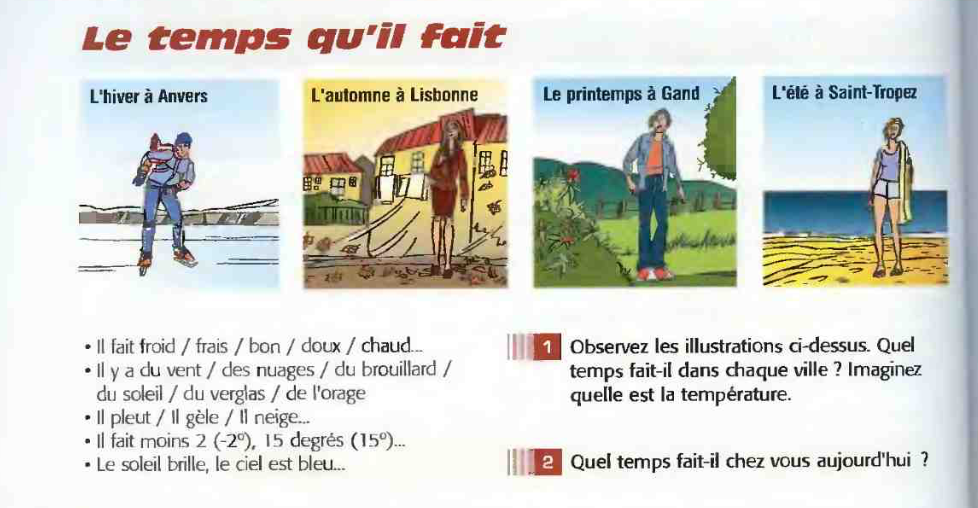 Le temps qu'il fait
L'hiver à Anvers
L'automne à Lisbonne
Le printemps à Gand
L'été à Saint-Tropez
• Il fait froid / frais / bon / doux / chaud...
• Il y a du vent / des nuages / du brouillard /
du soleil / du verglas / de l'orage
• Il pleut / Il gèle / Il neige...
• Il fait moins 2 (-2°), 15 degrés (15°)...
• Le soleil brille, le ciel est bleu...
1 Observez les illustrations ci-dessus. Quel
temps fait-il dans chaque ville ? Imaginez
quelle est la température.
2 Quel temps fait-il chez vous aujourd'hui ?